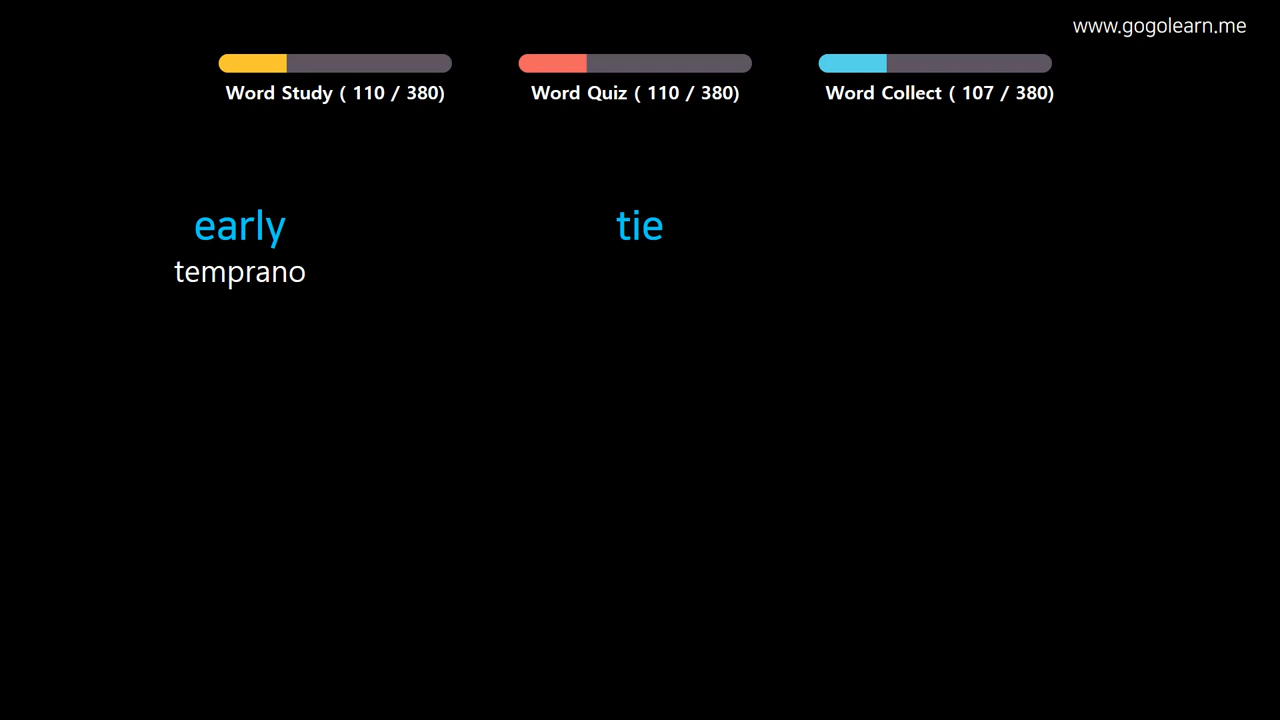 www.gogolearn.me
Word Study ( 110 / 380)
Word Quiz ( 110 / 380)
Word Collect ( 107 / 380)
early
temprano
tie